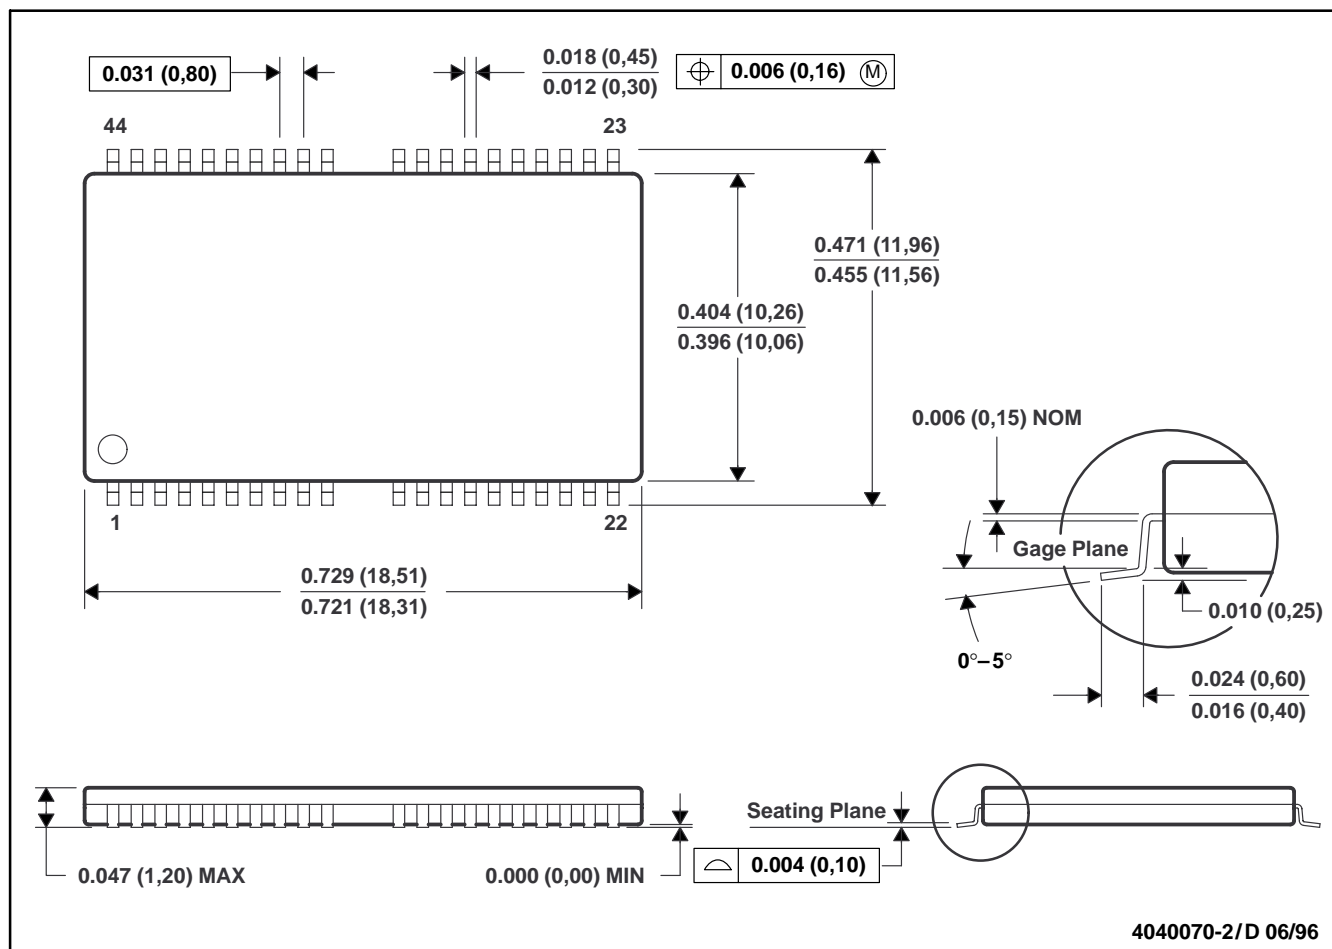 0.031 (0,80)
0.018 (0,45)
0.012 (0,30)
0.006 (0,16) M
44
23
0.471 (11,96)
0.455 (11,56)
0.404 (10,26)
0.396 (10,06)
1
22
0.729 (18,51)
0.721 (18,31)
0.006 (0,15) NOM
Gage Plane
0.010 (0,25)
0°–5°
0.024 (0,60)
0.016 (0,40)
0.047 (1,20) MAX
0.000 (0,00) MIN
Seating Plane
0.004 (0,10)
4040070-2/D 06/96